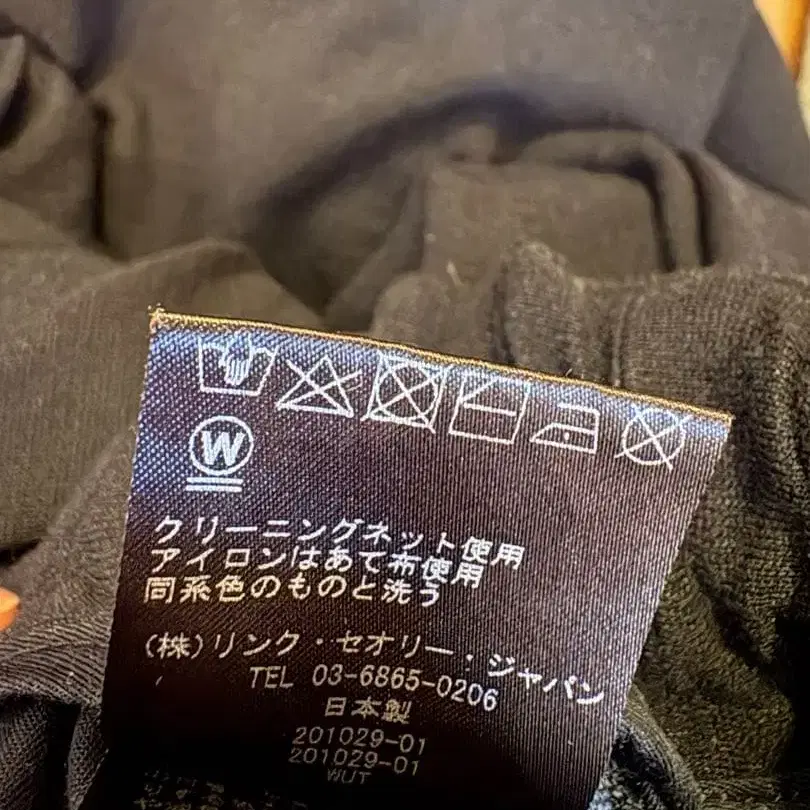 W
クリーニングネット使用
アイロンはあて布使用
同系色のものと洗う
(株)リンク・セオリー・ジャパン
TEL 03-6865-0206
日本製
201029-01
201029-01
WUT